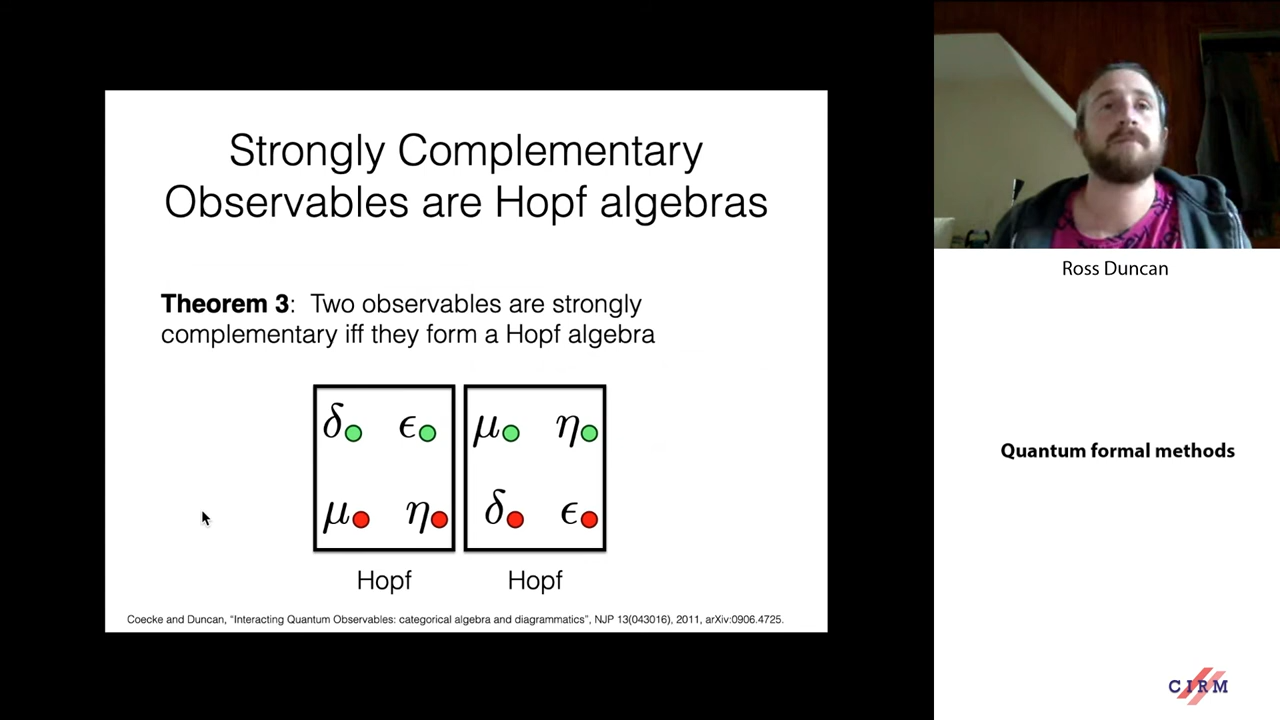 Strongly Complementary
Observables are Hopf algebras
Theorem 3: Two observables are strongly
complementary iff they form a Hopf algebra
δ ϵ μ η
μ η δ ϵ
Hopf Hopf
Coecke and Duncan, “Interacting Quantum Observables: categorical algebra and diagrammatics”, NJP 13(043016), 2011, arXiv:0906.4725.
Ross Duncan
Quantum formal methods
CIRM